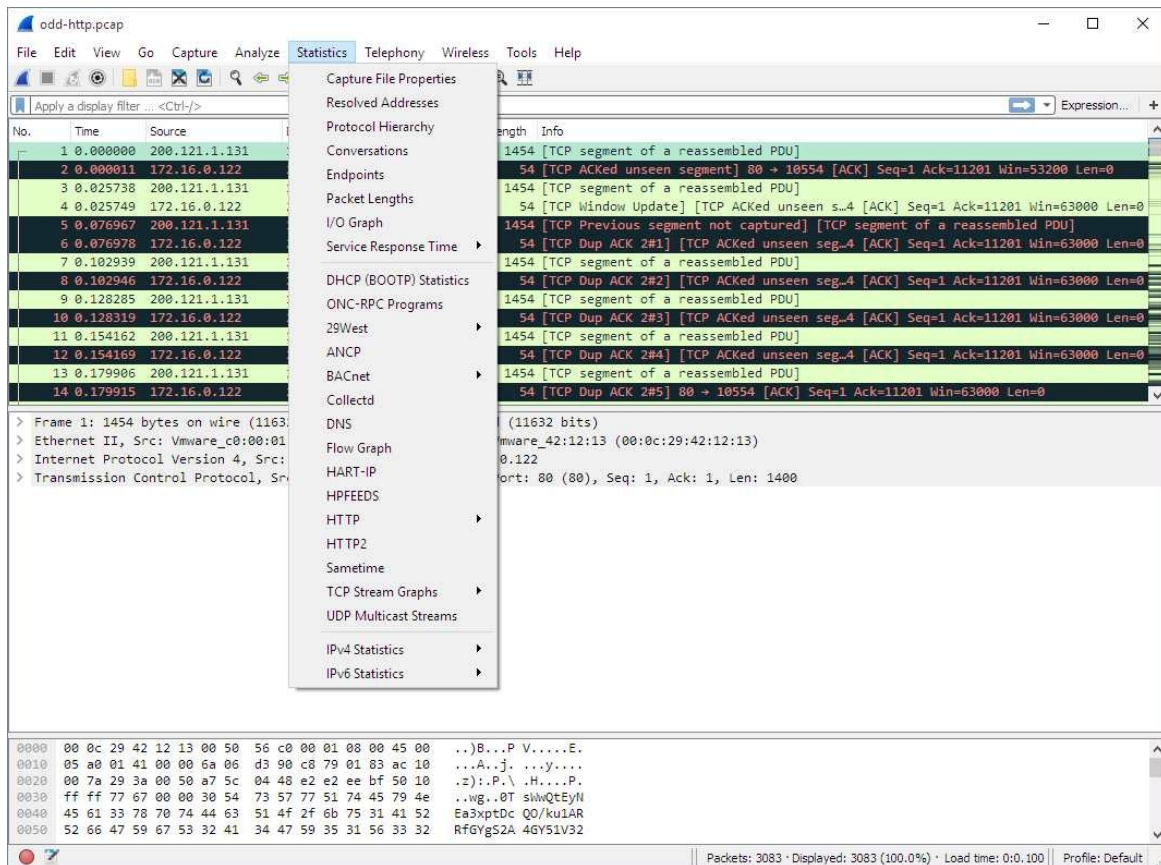 odd-http.pcap
File Edit View Go Capture Analyze Statistics Telephony Wireless Tools Help
Apply a display filter ... <Ctrl-/>
Expression... +
No. Time Source ength Info
1 0.000000 200.121.1.131 1454 [TCP segment of a reassembled PDU]
2 0.000011 172.16.0.122 54 [TCP ACKed unseen segment] 80 → 10554 [ACK] Seq=1 Ack=11201 Win=53200 Len=0
3 0.025738 200.121.1.131 1454 [TCP segment of a reassembled PDU]
4 0.025749 172.16.0.122 54 [TCP Window Update] [TCP ACKed unseen s…4 [ACK] Seq=1 Ack=11201 Win=63000 Len=0
5 0.076967 200.121.1.131 1454 [TCP Previous segment not captured] [TCP segment of a reassembled PDU]
6 0.076978 172.16.0.122 54 [TCP Dup ACK 2#1] [TCP ACKed unseen seg…4 [ACK] Seq=1 Ack=11201 Win=63000 Len=0
7 0.102939 200.121.1.131 1454 [TCP segment of a reassembled PDU]
8 0.102946 172.16.0.122 54 [TCP Dup ACK 2#2] [TCP ACKed unseen seg…4 [ACK] Seq=1 Ack=11201 Win=63000 Len=0
9 0.128285 200.121.1.131 1454 [TCP segment of a reassembled PDU]
10 0.128319 172.16.0.122 54 [TCP Dup ACK 2#3] [TCP ACKed unseen seg…4 [ACK] Seq=1 Ack=11201 Win=63000 Len=0
11 0.154162 200.121.1.131 1454 [TCP segment of a reassembled PDU]
12 0.154169 172.16.0.122 54 [TCP Dup ACK 2#4] [TCP ACKed unseen seg…4 [ACK] Seq=1 Ack=11201 Win=63000 Len=0
13 0.179906 200.121.1.131 1454 [TCP segment of a reassembled PDU]
14 0.179915 172.16.0.122 54 [TCP Dup ACK 2#5] 80 → 10554 [ACK] Seq=1 Ack=11201 Win=63000 Len=0
Capture File Properties
Resolved Addresses
Protocol Hierarchy
Conversations
Endpoints
Packet Lengths
I/O Graph
Service Response Time
DHCP (BOOTP) Statistics
ONC-RPC Programs
29West
ANCP
BACnet
Collectd
DNS
Flow Graph
HART-IP
HPFEEDS
HTTP
HTTP2
Sametime
TCP Stream Graphs
UDP Multicast Streams
IPv4 Statistics
IPv6 Statistics
> Frame 1: 1454 bytes on wire (1163 (11632 bits)
> Ethernet II, Src: Vmware_c0:00:01 mware_42:12:13 (00:0c:29:42:12:13)
> Internet Protocol Version 4, Src: 0.122
> Transmission Control Protocol, Sr ort: 80 (80), Seq: 1, Ack: 1, Len: 1400
0000 00 0c 29 42 12 13 00 50 56 c0 00 01 08 00 45 00 ..)B...P V.....E.
0010 05 a0 01 41 00 00 6a 06 d3 90 c8 79 01 83 ac 10 ...A..j. ...y....
0020 00 7a 29 3a 00 50 a7 5c 04 48 e2 e2 ee bf 50 10 .z):.P.\ .H....P.
0030 ff ff 77 67 00 00 30 54 73 57 77 51 74 45 79 4e ..wg..0T sWwQtEyN
0040 45 61 33 78 70 74 44 63 51 4f 2f 6b 75 31 41 52 Ea3xptDc QO/ku1AR
0050 52 66 47 59 67 53 32 41 34 47 59 35 31 56 33 32 RfGYgS2A 4GY51V32
Packets: 3083 · Displayed: 3083 (100.0%) · Load time: 0:0.100 Profile: Default